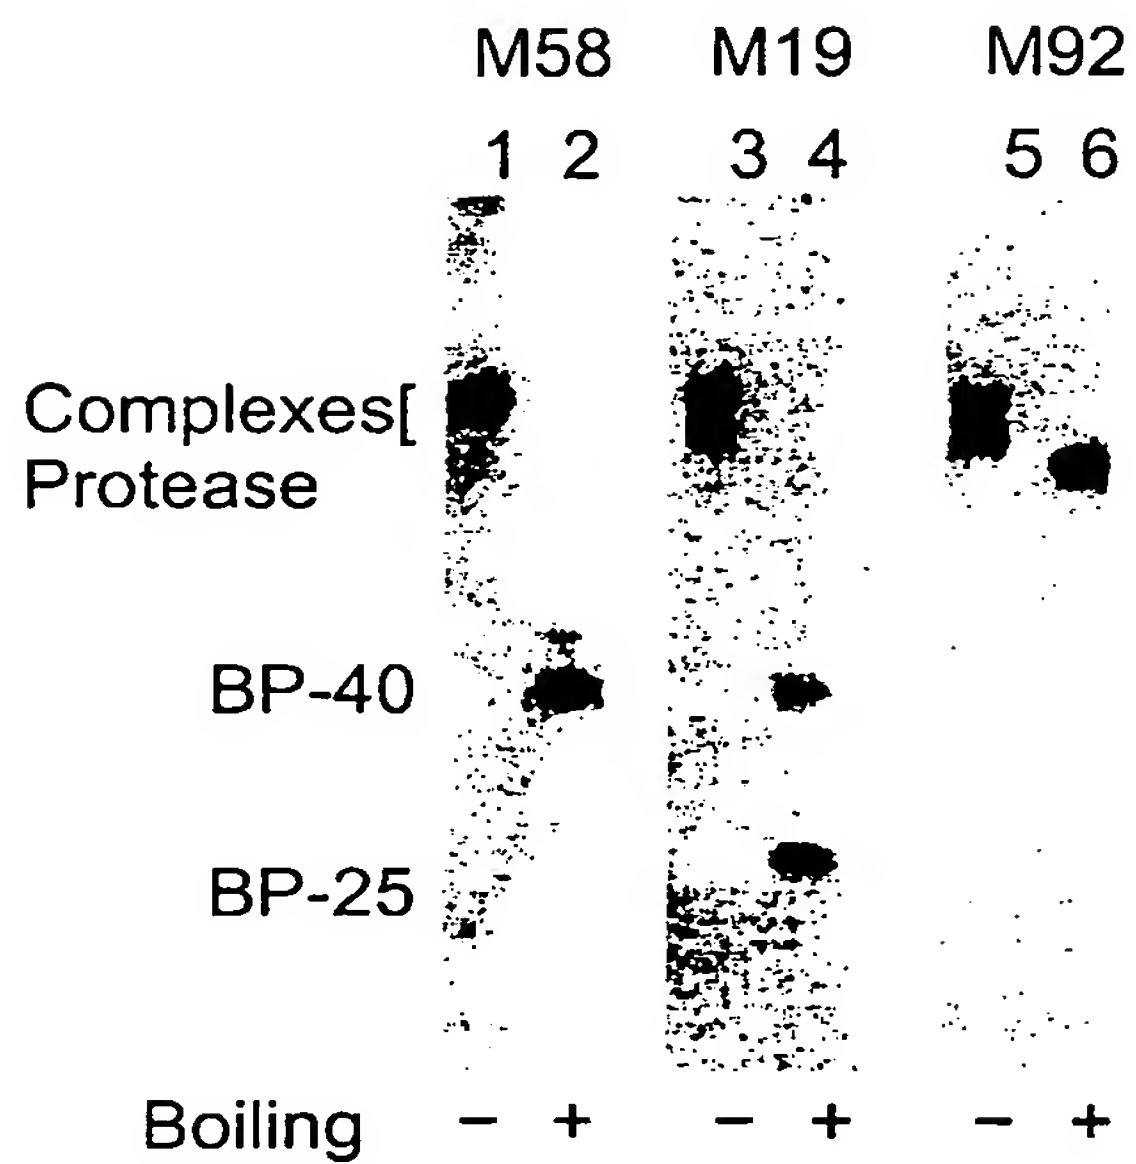 M58 M19 M92
1 2 3 4 5 6
Complexes[
Protease
BP-40
BP-25
Boiling − + − + − +